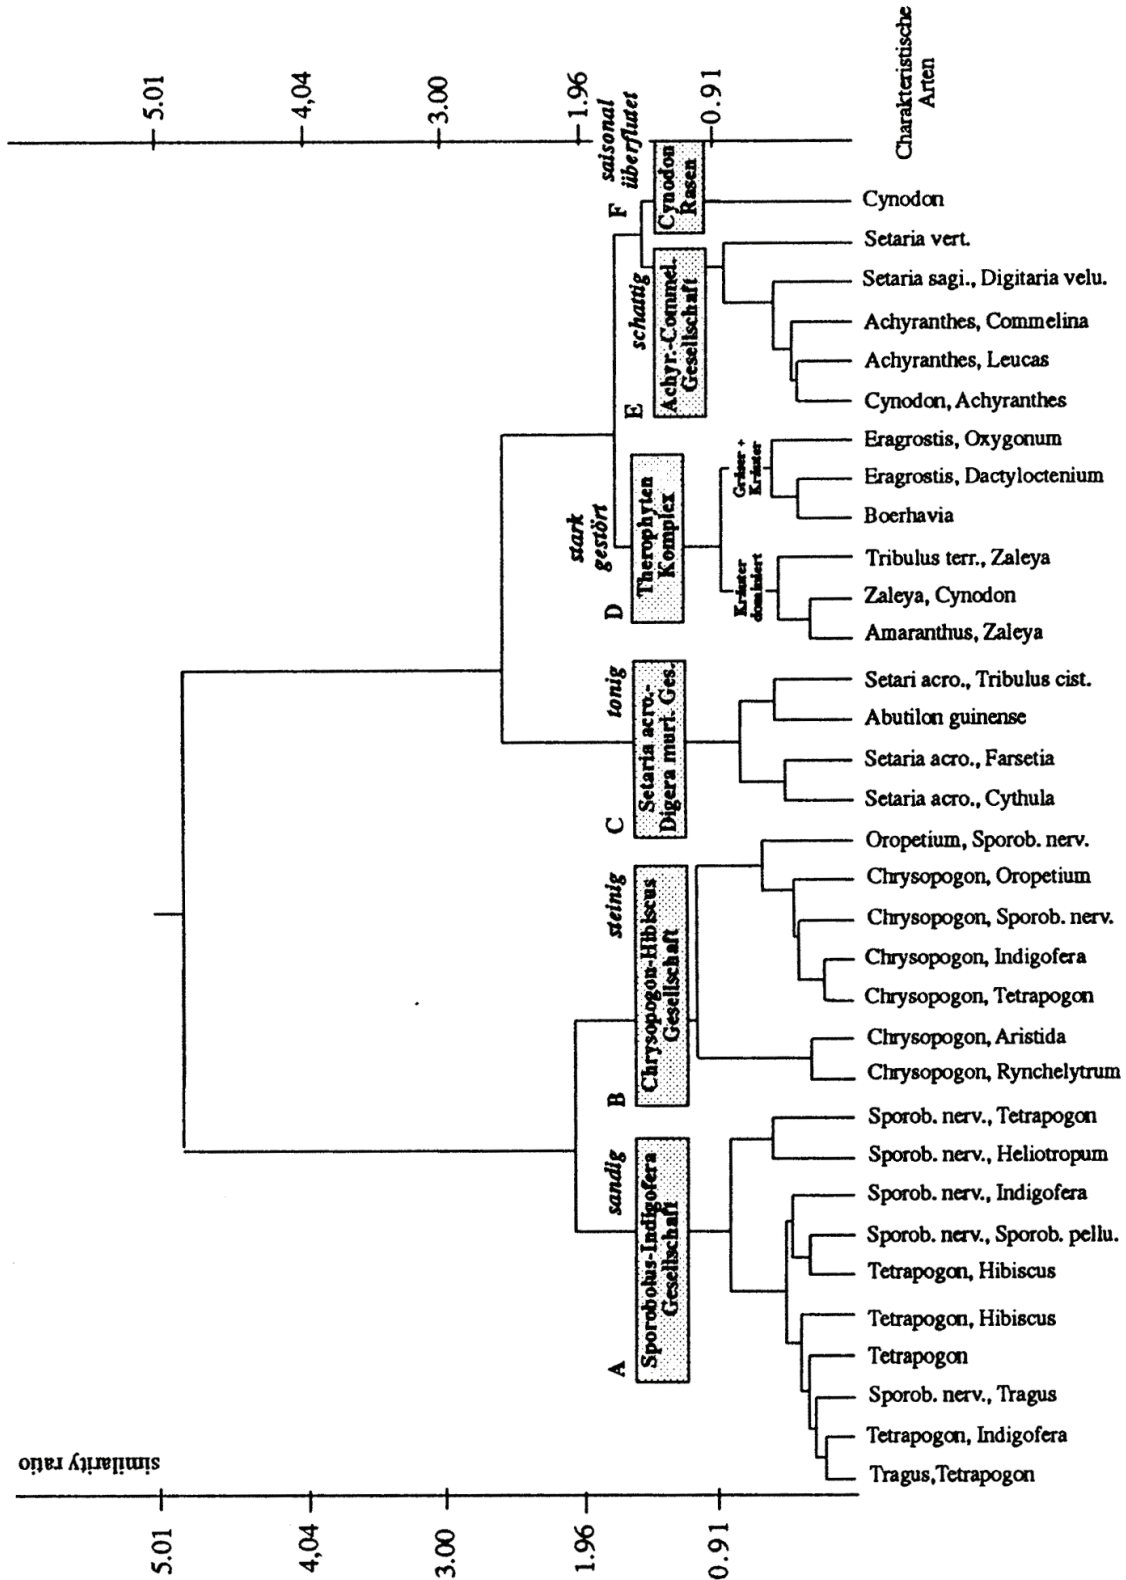 5.01
4,04
3.00
1.96
0.91
Charakteristische
Arten
saisonal
überflutet
F
Cynodon
Rasen
schattig
E
Achyr.-Commel.
Gesellschaft
stark
gestört
D
Therophyten
Komplex
Gräser +
Kräuter
Kräuter
dominiert
tonig
C
Setaria acro.-
Digera muri. Ges.
steinig
B
Chrysopogon-Hibiscus
Gesellschaft
sandig
A
Sporobolus-Indigofera
Gesellschaft
Cynodon
Setaria vert.
Setaria sagi., Digitaria velu.
Achyranthes, Commelina
Achyranthes, Leucas
Cynodon, Achyranthes
Eragrostis, Oxygonum
Eragrostis, Dactyloctenium
Boerhavia
Tribulus terr., Zaleya
Zaleya, Cynodon
Amaranthus, Zaleya
Setari acro., Tribulus cist.
Abutilon guinense
Setaria acro., Farsetia
Setaria acro., Cythula
Oropetium, Sporob. nerv.
Chrysopogon, Oropetium
Chrysopogon, Sporob. nerv.
Chrysopogon, Indigofera
Chrysopogon, Tetrapogon
Chrysopogon, Aristida
Chrysopogon, Rynchelytrum
Sporob. nerv., Tetrapogon
Sporob. nerv., Heliotropum
Sporob. nerv., Indigofera
Sporob. nerv., Sporob. pellu.
Tetrapogon, Hibiscus
Tetrapogon, Hibiscus
Tetrapogon
Sporob. nerv., Tragus
Tetrapogon, Indigofera
Tragus,Tetrapogon
similarity ratio
5.01
4,04
3.00
1.96
0.91